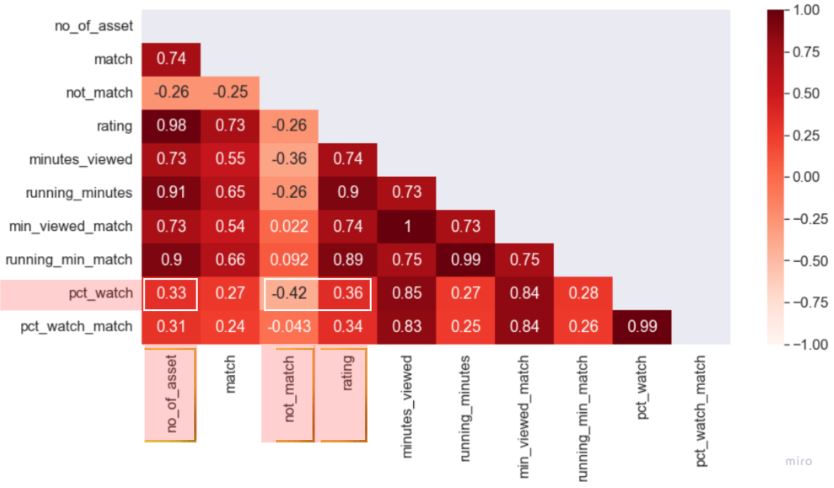 no_of_asset
match 0.74
not_match -0.26 -0.25
rating 0.98 0.73 -0.26
minutes_viewed 0.73 0.55 -0.36 0.74
running_minutes 0.91 0.65 -0.26 0.9 0.73
min_viewed_match 0.73 0.54 0.022 0.74 1 0.73
running_min_match 0.9 0.66 0.092 0.89 0.75 0.99 0.75
pct_watch 0.33 0.27 -0.42 0.36 0.85 0.27 0.84 0.28
pct_watch_match 0.31 0.24 -0.043 0.34 0.83 0.25 0.84 0.26 0.99
no_of_asset
match
not_match
rating
minutes_viewed
running_minutes
min_viewed_match
running_min_match
pct_watch
pct_watch_match
1.00
0.75
0.50
0.25
0.00
−0.25
−0.50
−0.75
−1.00
miro